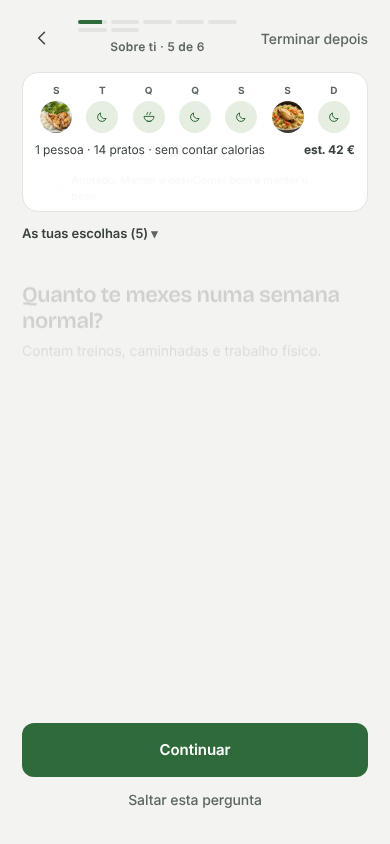 Sobre ti · 5 de 6
Terminar depois
S T Q Q S S D
1 pessoa · 14 pratos · sem contar calorias
est. 42 €
As tuas escolhas (5) ▾
Quanto te mexes numa semana
normal?
Contam treinos, caminhadas e trabalho físico.
Continuar
Saltar esta pergunta